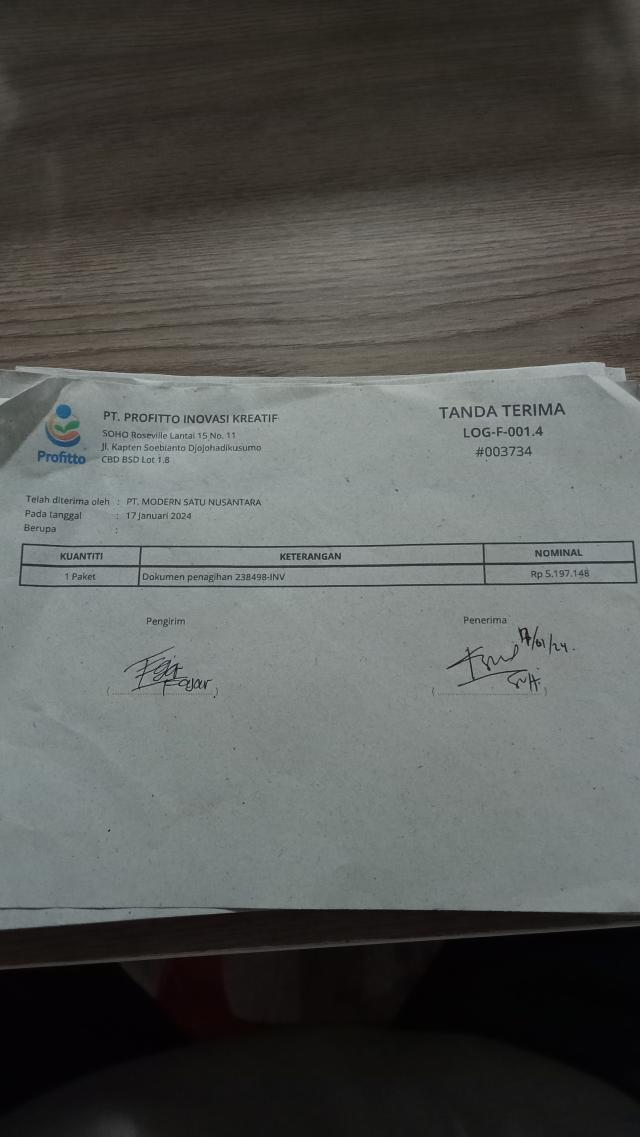 Profitto
PT. PROFITTO INOVASI KREATIF
SOHO Roseville Lantai 15 No. 11
Jl. Kapten Soebianto Djojohadikusumo
CBD BSD Lot 1.8
TANDA TERIMA
LOG-F-001.4
#003734
Telah diterima oleh : PT. MODERN SATU NUSANTARA
Pada tanggal : 17 Januari 2024
Berupa :
KUANTITI KETERANGAN NOMINAL
1 Paket Dokumen penagihan 238498-INV Rp 5.197.148
Pengirim
Fajar
Penerima
17/01/24.